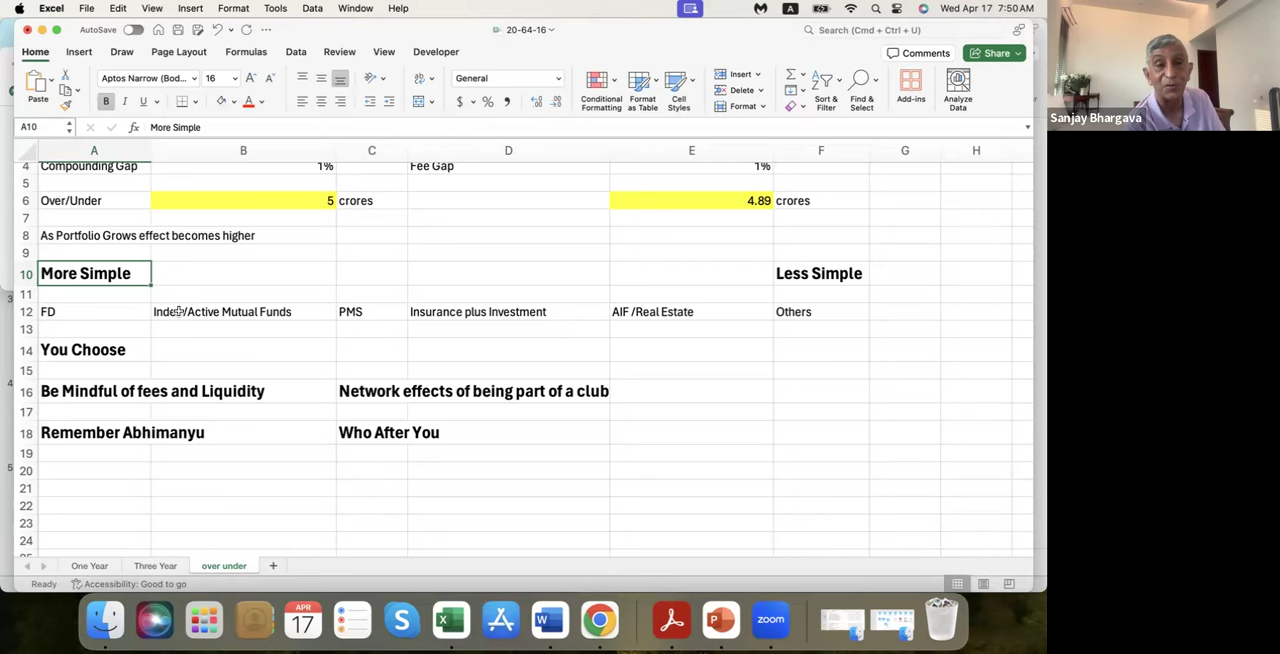 Excel File Edit View Insert Format Tools Data Window Help A Wed Apr 17 7:50 AM
AutoSave 20-64-16 Search (Cmd + Ctrl + U)
Home Insert Draw Page Layout Formulas Data Review View Developer Comments Share
Paste Aptos Narrow (Bod... 16 A A General Conditional Formatting Format as Table Cell Styles Insert Delete Format Sort & Filter Find & Select Add-ins Analyze Data
B I U A $ %
Sanjay Bhargava
A10 fx More Simple
A B C D E F G H
4 Compounding Gap 1% Fee Gap 1%
5
6 Over/Under 5 crores 4.89 crores
7
8 As Portfolio Grows effect becomes higher
9
10 More Simple Less Simple
11
12 FD Index/Active Mutual Funds PMS Insurance plus Investment AIF /Real Estate Others
13
14 You Choose
15
16 Be Mindful of fees and Liquidity Network effects of being part of a club
17
18 Remember Abhimanyu Who After You
19
20
21
22
23
24
One Year Three Year over under +
Ready Accessibility: Good to go
APR
17
zoom